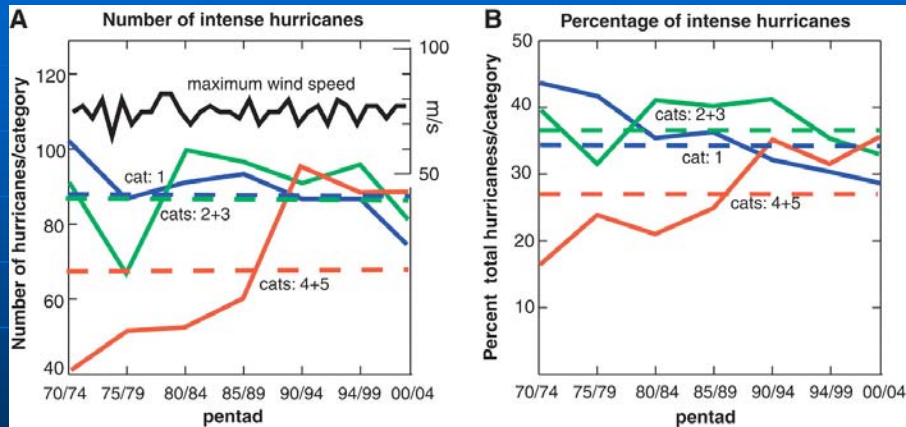 A
Number of intense hurricanes
Number of hurricanes/category
120
100
80
60
40
100
50
m/s
maximum wind speed
cat: 1
cats: 2+3
cats: 4+5
70/74 75/79 80/84 85/89 90/94 94/99 00/04
pentad
B
Percentage of intense hurricanes
Percent total hurricaness/category
50
40
30
20
10
cats: 2+3
cat: 1
cats: 4+5
70/74 75/79 80/84 85/89 90/94 94/99 00/04
pentad